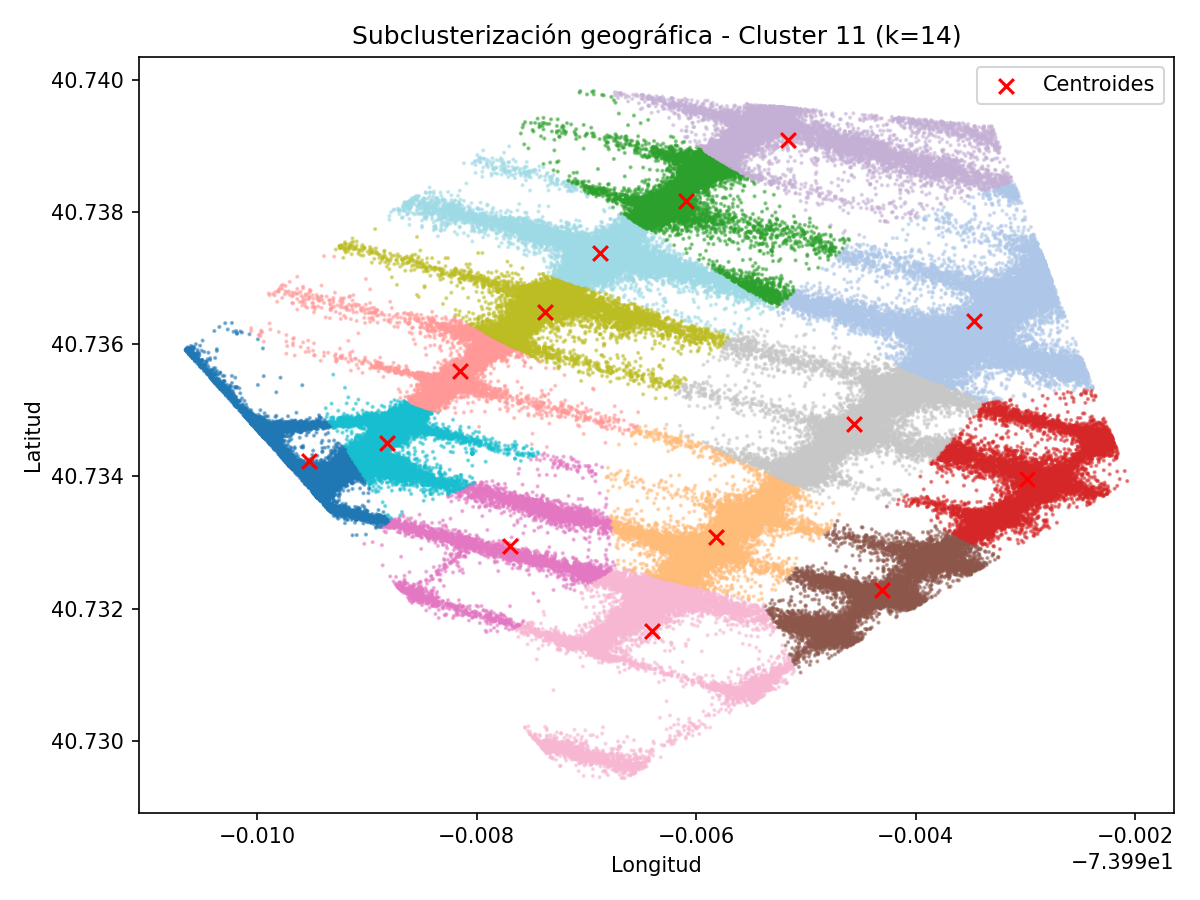 Subclusterización geográfica - Cluster 11 (k=14)
Centroides
40.740
40.738
40.736
40.734
40.732
40.730
Latitud
−0.010
−0.008
−0.006
−0.004
−0.002
−7.399e1
Longitud